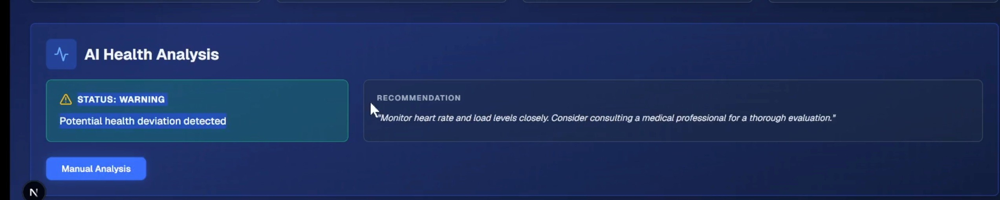 AI Health Analysis
STATUS: WARNING
Potential health deviation detected
RECOMMENDATION
"Monitor heart rate and load levels closely. Consider consulting a medical professional for a thorough evaluation."
Manual Analysis
N